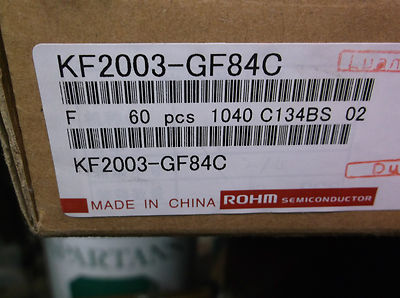 KF2003-GF84C
F 60 pcs 1040 C134BS 02
KF2003-GF84C
MADE IN CHINA ROHM SEMICONDUCTOR